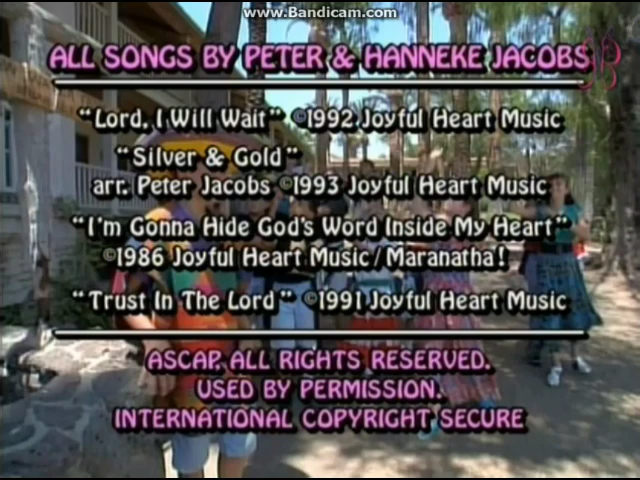 www.Bandicam.com
ALL SONGS BY PETER & HANNEKE JACOBS
"Lord, I Will Wait" ©1992 Joyful Heart Music
"Silver & Gold"
arr. Peter Jacobs ©1993 Joyful Heart Music
"I'm Gonna Hide God's Word Inside My Heart"
©1986 Joyful Heart Music / Maranatha!
"Trust In The Lord" ©1991 Joyful Heart Music
ASCAP. ALL RIGHTS RESERVED.
USED BY PERMISSION.
INTERNATIONAL COPYRIGHT SECURE